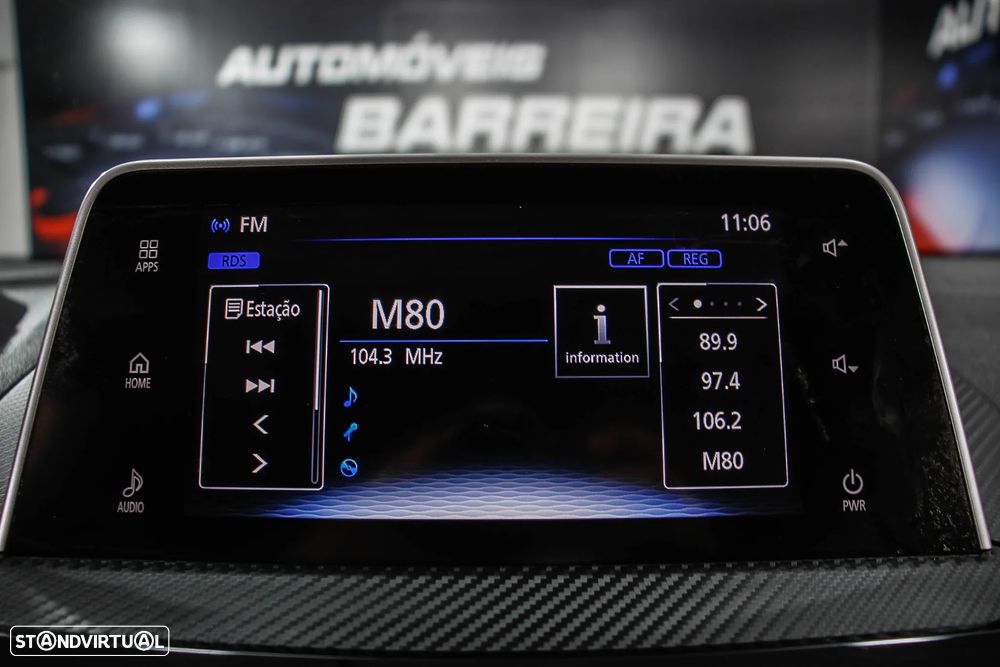 AUTOMÓVEIS
BARREIRA
AUTO
FM
11:06
RDS
AF
REG
APPS
HOME
AUDIO
Estação
M80
104.3 MHz
i
information
89.9
97.4
106.2
M80
PWR
STANDVIRTUAL